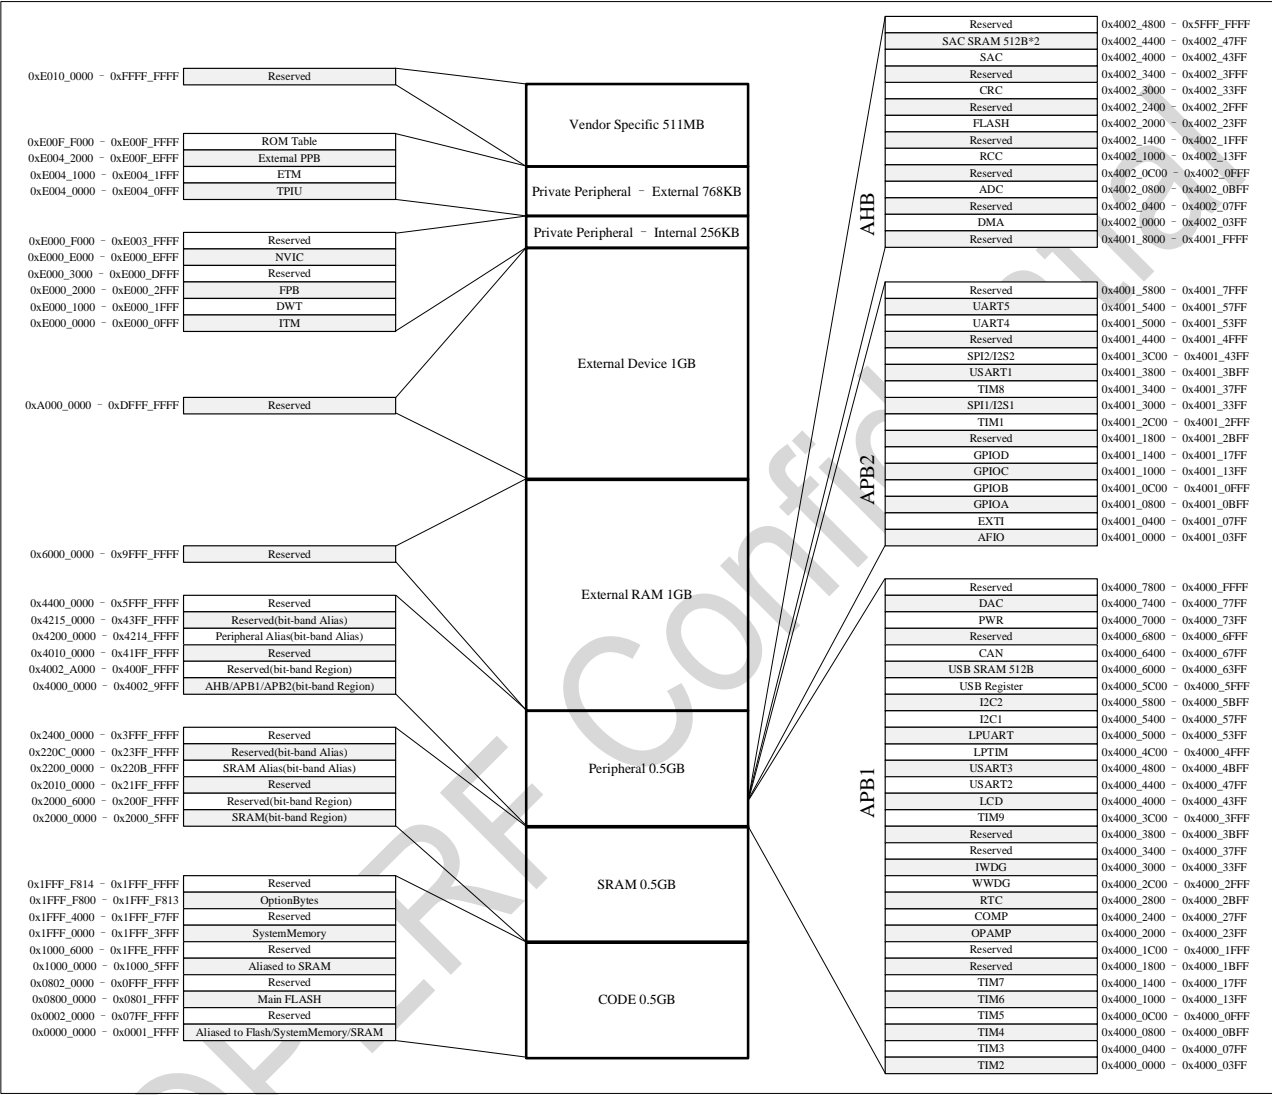 0xE010_0000 - 0xFFFF_FFFF Reserved
0xE00F_F000 - 0xE00F_FFFF ROM Table
0xE004_2000 - 0xE00F_EFFF External PPB
0xE004_1000 - 0xE004_1FFF ETM
0xE004_0000 - 0xE004_0FFF TPIU
0xE000_F000 - 0xE003_FFFF Reserved
0xE000_E000 - 0xE000_EFFF NVIC
0xE000_3000 - 0xE000_DFFF Reserved
0xE000_2000 - 0xE000_2FFF FPB
0xE000_1000 - 0xE000_1FFF DWT
0xE000_0000 - 0xE000_0FFF ITM
0xA000_0000 - 0xDFFF_FFFF Reserved
0x6000_0000 - 0x9FFF_FFFF Reserved
0x4400_0000 - 0x5FFF_FFFF Reserved
0x4215_0000 - 0x43FF_FFFF Reserved(bit-band Alias)
0x4200_0000 - 0x4214_FFFF Peripheral Alias(bit-band Alias)
0x4010_0000 - 0x41FF_FFFF Reserved
0x4002_A000 - 0x400F_FFFF Reserved(bit-band Region)
0x4000_0000 - 0x4002_9FFF AHB/APB1/APB2(bit-band Region)
0x2400_0000 - 0x3FFF_FFFF Reserved
0x220C_0000 - 0x23FF_FFFF Reserved(bit-band Alias)
0x2200_0000 - 0x220B_FFFF SRAM Alias(bit-band Alias)
0x2010_0000 - 0x21FF_FFFF Reserved
0x2000_6000 - 0x200F_FFFF Reserved(bit-band Region)
0x2000_0000 - 0x2000_5FFF SRAM(bit-band Region)
0x1FFF_F814 - 0x1FFF_FFFF Reserved
0x1FFF_F800 - 0x1FFF_F813 OptionBytes
0x1FFF_4000 - 0x1FFF_F7FF Reserved
0x1FFF_0000 - 0x1FFF_3FFF SystemMemory
0x1000_6000 - 0x1FFE_FFFF Reserved
0x1000_0000 - 0x1000_5FFF Aliased to SRAM
0x0802_0000 - 0x0FFF_FFFF Reserved
0x0800_0000 - 0x0801_FFFF Main FLASH
0x0002_0000 - 0x07FF_FFFF Reserved
0x0000_0000 - 0x0001_FFFF Aliased to Flash/SystemMemory/SRAM
Vendor Specific 511MB
Private Peripheral - External 768KB
Private Peripheral - Internal 256KB
External Device 1GB
External RAM 1GB
Peripheral 0.5GB
SRAM 0.5GB
CODE 0.5GB
AHB
Reserved 0x4002_4800 - 0x5FFF_FFFF
SAC SRAM 512B*2 0x4002_4400 - 0x4002_47FF
SAC 0x4002_4000 - 0x4002_43FF
Reserved 0x4002_3400 - 0x4002_3FFF
CRC 0x4002_3000 - 0x4002_33FF
Reserved 0x4002_2400 - 0x4002_2FFF
FLASH 0x4002_2000 - 0x4002_23FF
Reserved 0x4002_1400 - 0x4002_1FFF
RCC 0x4002_1000 - 0x4002_13FF
Reserved 0x4002_0C00 - 0x4002_0FFF
ADC 0x4002_0800 - 0x4002_0BFF
Reserved 0x4002_0400 - 0x4002_07FF
DMA 0x4002_0000 - 0x4002_03FF
Reserved 0x4001_8000 - 0x4001_FFFF
APB2
Reserved 0x4001_5800 - 0x4001_7FFF
UART5 0x4001_5400 - 0x4001_57FF
UART4 0x4001_5000 - 0x4001_53FF
Reserved 0x4001_4400 - 0x4001_4FFF
SPI2/I2S2 0x4001_3C00 - 0x4001_43FF
USART1 0x4001_3800 - 0x4001_3BFF
TIM8 0x4001_3400 - 0x4001_37FF
SPI1/I2S1 0x4001_3000 - 0x4001_33FF
TIM1 0x4001_2C00 - 0x4001_2FFF
Reserved 0x4001_1800 - 0x4001_2BFF
GPIOD 0x4001_1400 - 0x4001_17FF
GPIOC 0x4001_1000 - 0x4001_13FF
GPIOB 0x4001_0C00 - 0x4001_0FFF
GPIOA 0x4001_0800 - 0x4001_0BFF
EXTI 0x4001_0400 - 0x4001_07FF
AFIO 0x4001_0000 - 0x4001_03FF
APB1
Reserved 0x4000_7800 - 0x4000_FFFF
DAC 0x4000_7400 - 0x4000_77FF
PWR 0x4000_7000 - 0x4000_73FF
Reserved 0x4000_6800 - 0x4000_6FFF
CAN 0x4000_6400 - 0x4000_67FF
USB SRAM 512B 0x4000_6000 - 0x4000_63FF
USB Register 0x4000_5C00 - 0x4000_5FFF
I2C2 0x4000_5800 - 0x4000_5BFF
I2C1 0x4000_5400 - 0x4000_57FF
LPUART 0x4000_5000 - 0x4000_53FF
LPTIM 0x4000_4C00 - 0x4000_4FFF
USART3 0x4000_4800 - 0x4000_4BFF
USART2 0x4000_4400 - 0x4000_47FF
LCD 0x4000_4000 - 0x4000_43FF
TIM9 0x4000_3C00 - 0x4000_3FFF
Reserved 0x4000_3800 - 0x4000_3BFF
Reserved 0x4000_3400 - 0x4000_37FF
IWDG 0x4000_3000 - 0x4000_33FF
WWDG 0x4000_2C00 - 0x4000_2FFF
RTC 0x4000_2800 - 0x4000_2BFF
COMP 0x4000_2400 - 0x4000_27FF
OPAMP 0x4000_2000 - 0x4000_23FF
Reserved 0x4000_1C00 - 0x4000_1FFF
Reserved 0x4000_1800 - 0x4000_1BFF
TIM7 0x4000_1400 - 0x4000_17FF
TIM6 0x4000_1000 - 0x4000_13FF
TIM5 0x4000_0C00 - 0x4000_0FFF
TIM4 0x4000_0800 - 0x4000_0BFF
TIM3 0x4000_0400 - 0x4000_07FF
TIM2 0x4000_0000 - 0x4000_03FF